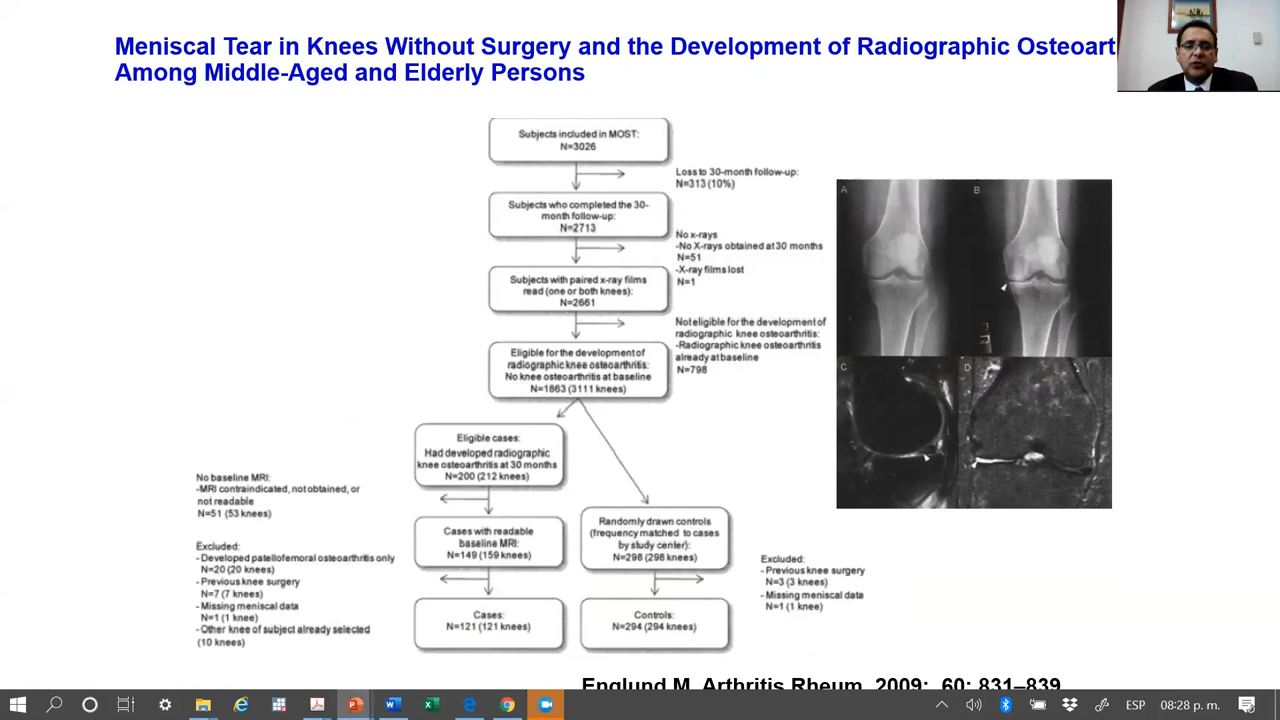 Meniscal Tear in Knees Without Surgery and the Development of Radiographic Osteoart
Among Middle-Aged and Elderly Persons
Subjects included in MOST:
N=3026
Loss to 30-month follow-up:
N=313 (10%)
Subjects who completed the 30-
month follow-up:
N=2713
No x-rays
-No X-rays obtained at 30 months
N=51
-X-ray films lost
N=1
Subjects with paired x-ray films
read (one or both knees):
N=2661
Not eligible for the development of
radiographic knee osteoarthritis:
-Radiographic knee osteoarthritis
already at baseline
N=798
Eligible for the development of
radiographic knee osteoarthritis:
No knee osteoarthritis at baseline
N=1863 (3111 knees)
Eligible cases:
Had developed radiographic
knee osteoarthritis at 30 months
N=200 (212 knees)
No baseline MRI:
-MRI contraindicated, not obtained, or
not readable
N=51 (53 knees)
Cases with readable
baseline MRI:
N=149 (159 knees)
Randomly drawn controls
(frequency matched to cases
by study center):
N=298 (298 knees)
Excluded:
- Developed patellofemoral osteoarthritis only
N=20 (20 knees)
- Previous knee surgery
N=7 (7 knees)
- Missing meniscal data
N=1 (1 knee)
- Other knee of subject already selected
(10 knees)
Excluded:
- Previous knee surgery
N=3 (3 knees)
- Missing meniscal data
N=1 (1 knee)
Cases:
N=121 (121 knees)
Controls:
N=294 (294 knees)
A
B
C
D
Englund M. Arthritis Rheum. 2009; 60: 831–839
ESP
08:28 p. m.